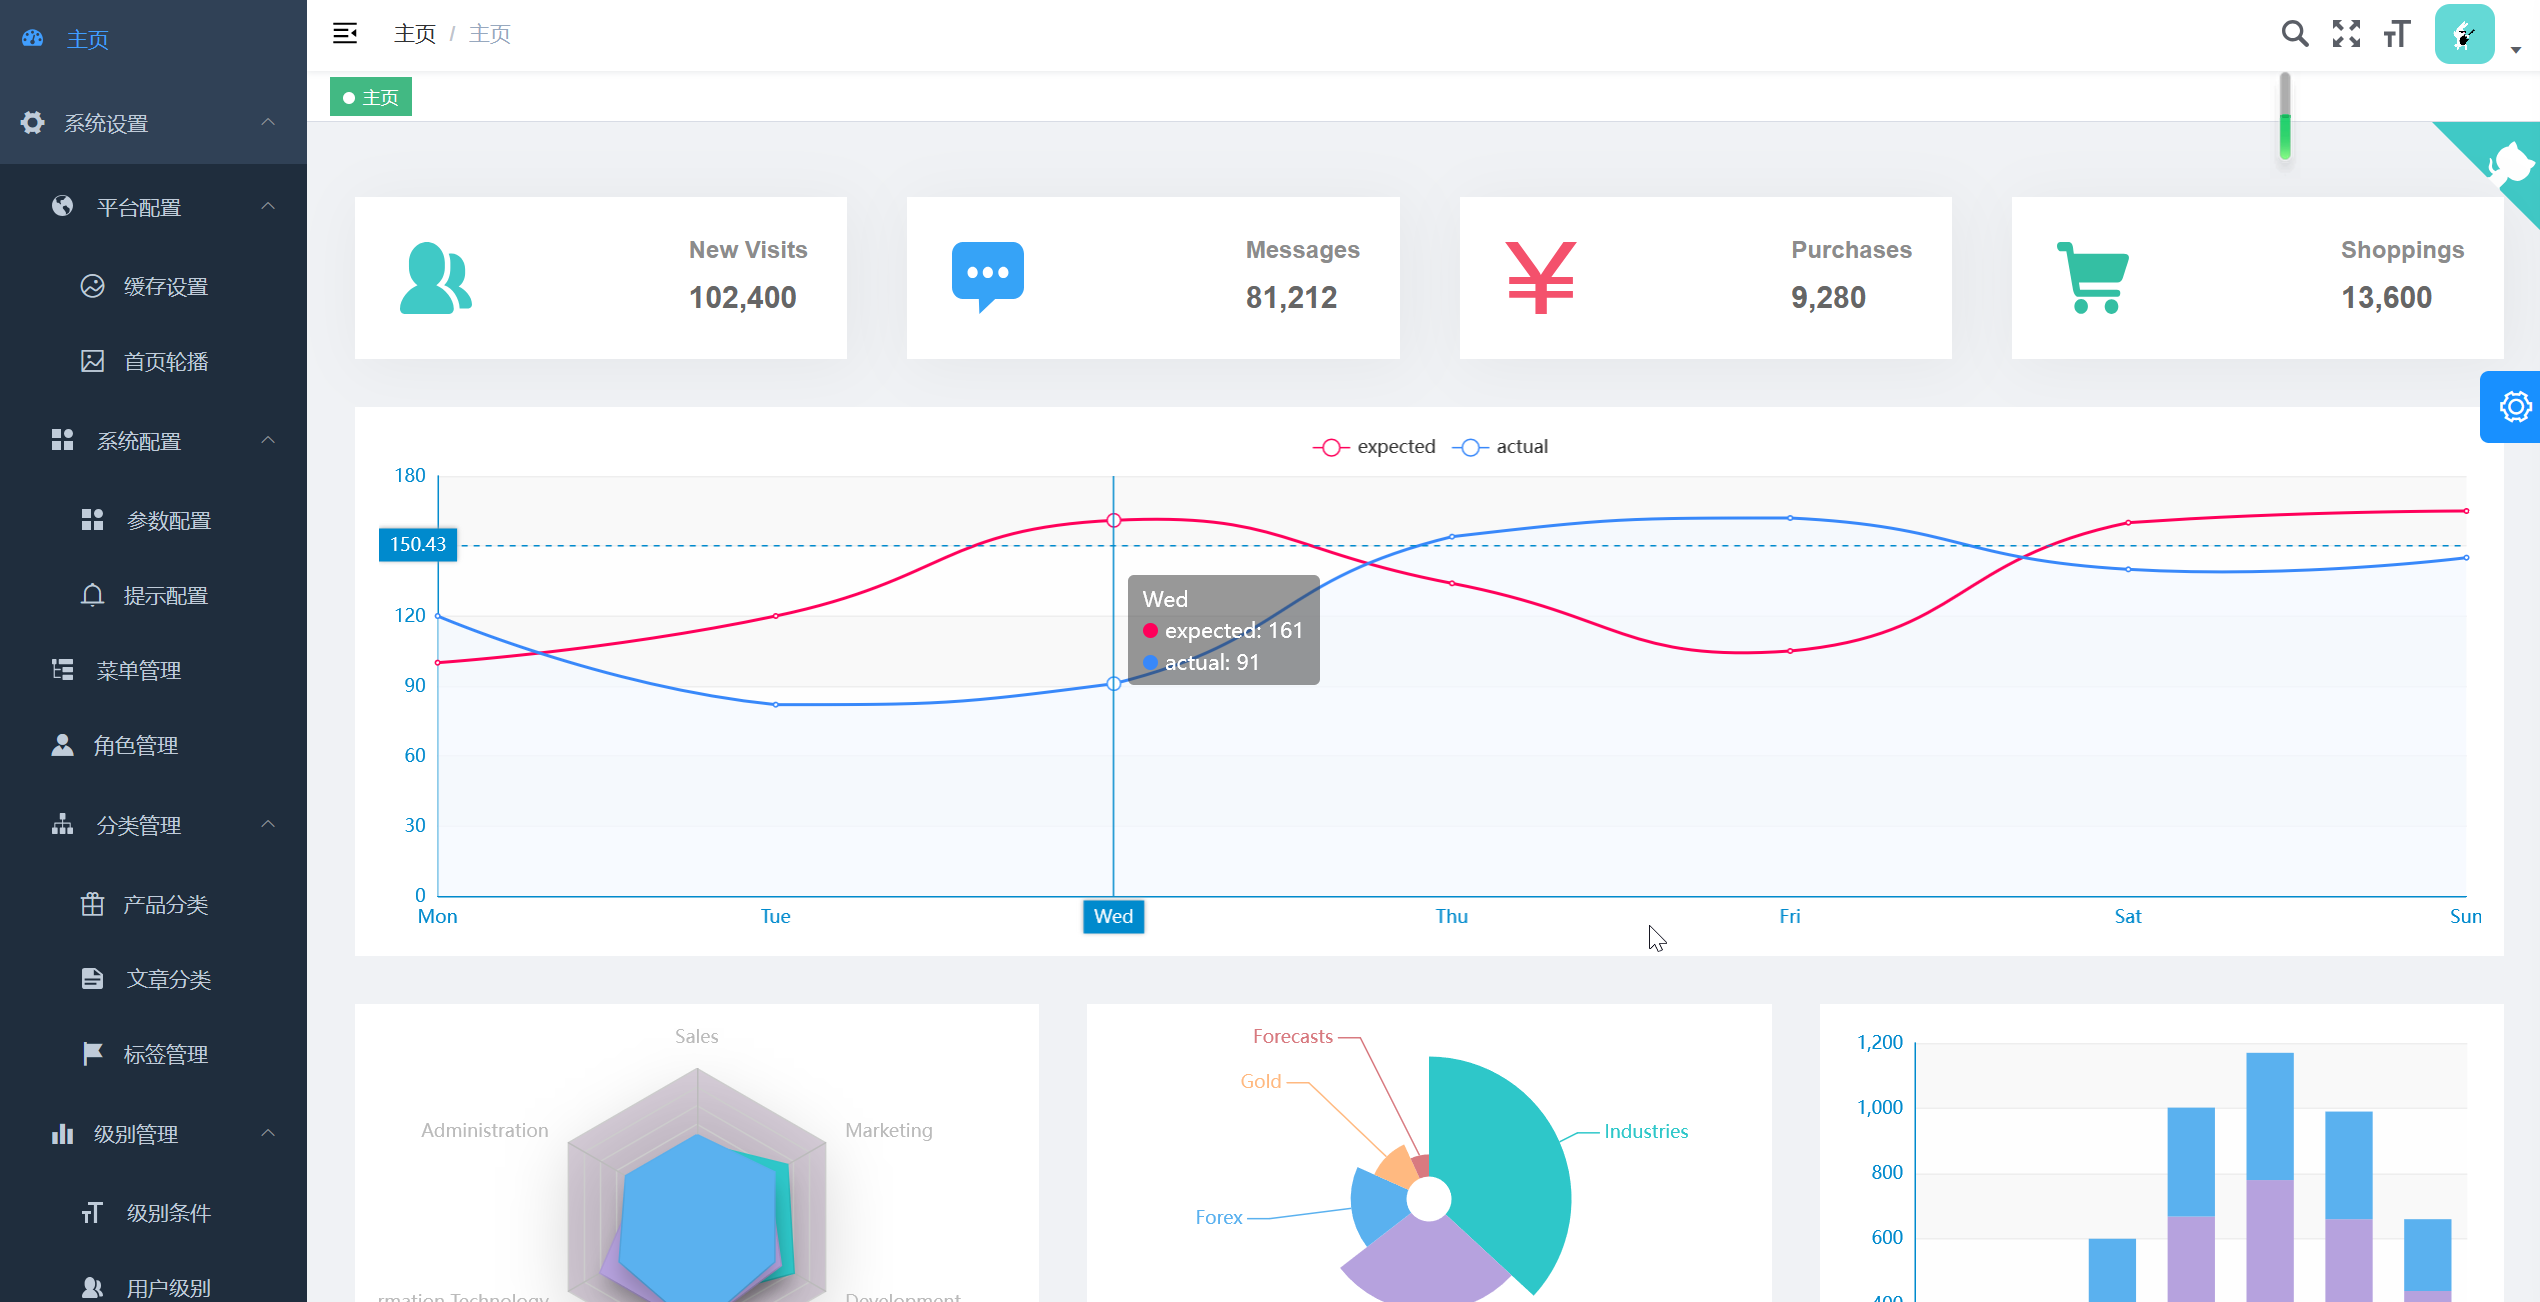 主页
系统设置
平台配置
缓存设置
首页轮播
系统配置
参数配置
提示配置
菜单管理
角色管理
分类管理
产品分类
文章分类
标签管理
级别管理
级别条件
用户级别
主页 / 主页
主页
New Visits
102,400
Messages
81,212
Purchases
9,280
Shoppings
13,600
expected actual
180
150.43
120
90
60
30
0
Wed
expected: 161
actual: 91
Mon Tue Wed Thu Fri Sat Sun
Sales
Administration
Marketing
rmation Technology
Development
Forecasts
Gold
Industries
Forex
1,200
1,000
800
600
400